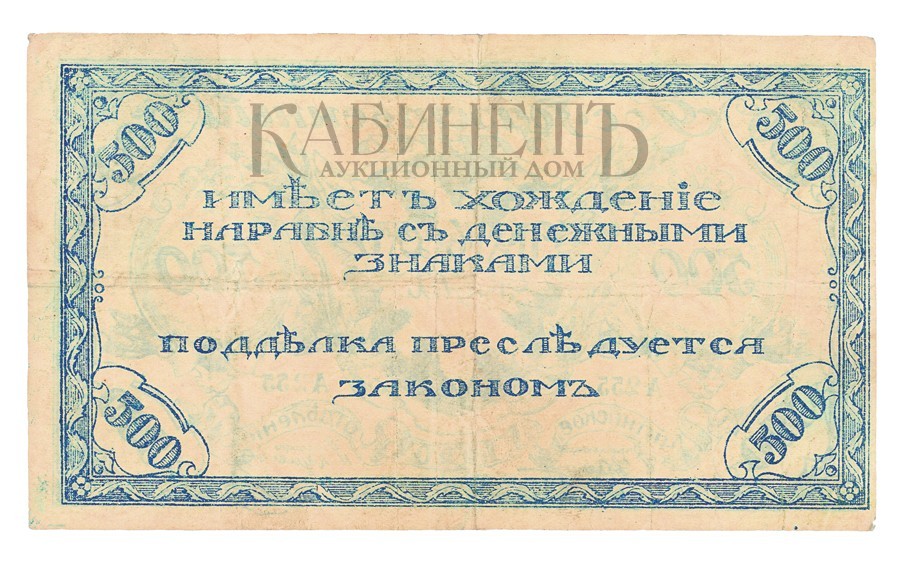 500 500
КАБИНЕТЪ
АУКЦИОННЫЙ ДОМ
ИМѢЕТЪ ХОЖДЕНІЕ
НАРАВНѢ СЪ ДЕНЕЖНЫМИ
ЗНАКАМИ
ПОДДѢЛКА ПРЕСЛѢДУЕТСЯ
ЗАКОНОМЪ
500 500